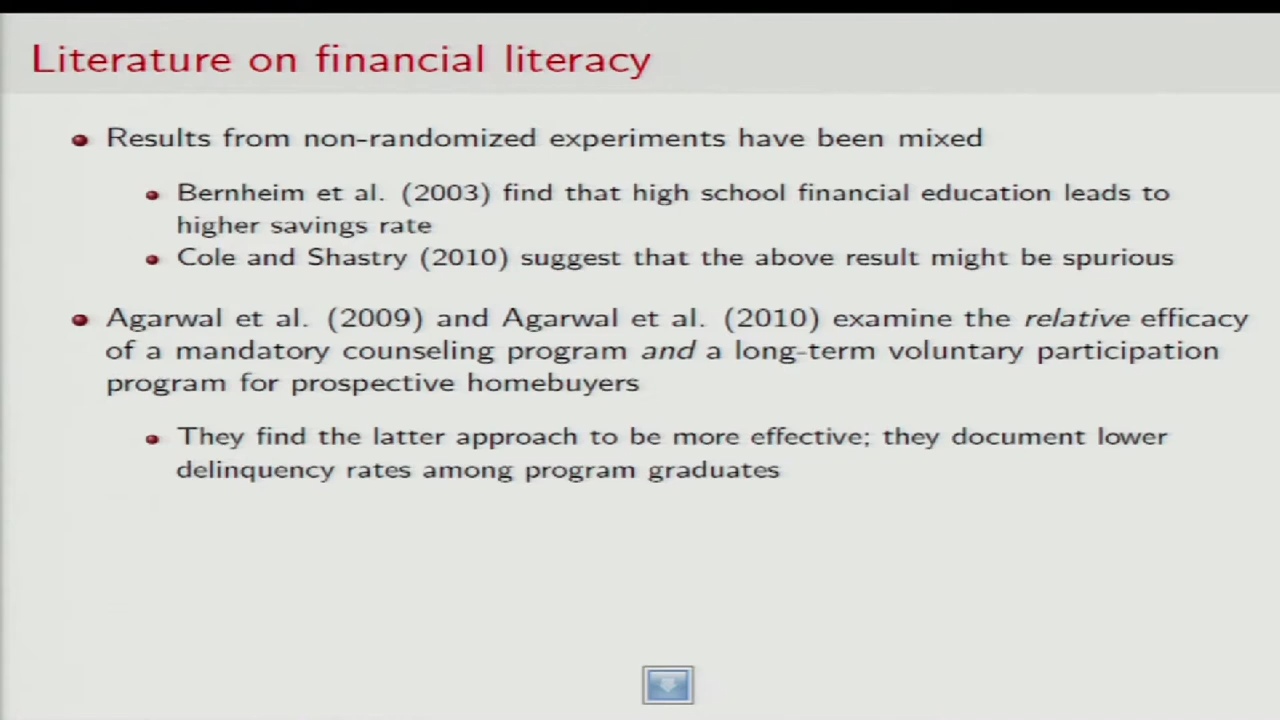 Literature on financial literacy
Results from non-randomized experiments have been mixed
Bernheim et al. (2003) find that high school financial education leads to
higher savings rate
Cole and Shastry (2010) suggest that the above result might be spurious
Agarwal et al. (2009) and Agarwal et al. (2010) examine the relative efficacy
of a mandatory counseling program and a long-term voluntary participation
program for prospective homebuyers
They find the latter approach to be more effective; they document lower
delinquency rates among program graduates